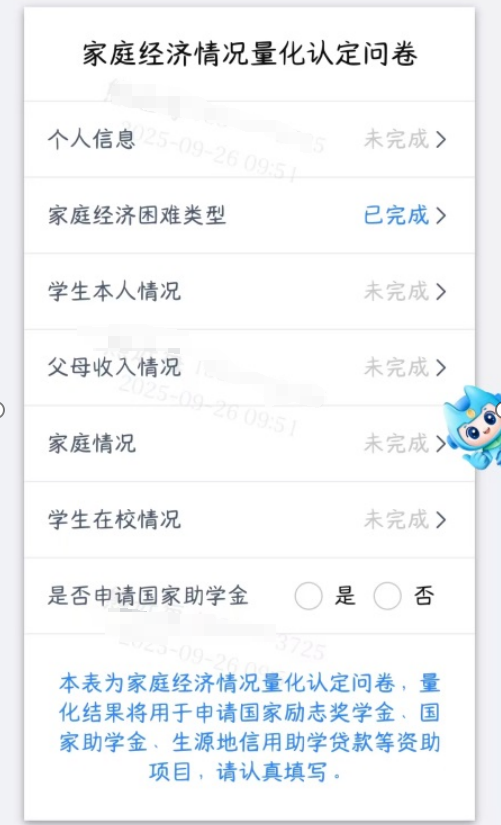 家庭经济情况量化认定问卷
个人信息 未完成
2025-09-26 09:51
家庭经济困难类型 已完成
学生本人情况 未完成
父母收入情况 未完成
2025-09-26 09:51
家庭情况 未完成
学生在校情况 未完成
是否申请国家助学金 是 否
3725
2025-09-26
本表为家庭经济情况量化认定问卷，量
化结果将用于申请国家励志奖学金、国
家助学金、生源地信用助学贷款等资助
项目，请认真填写。